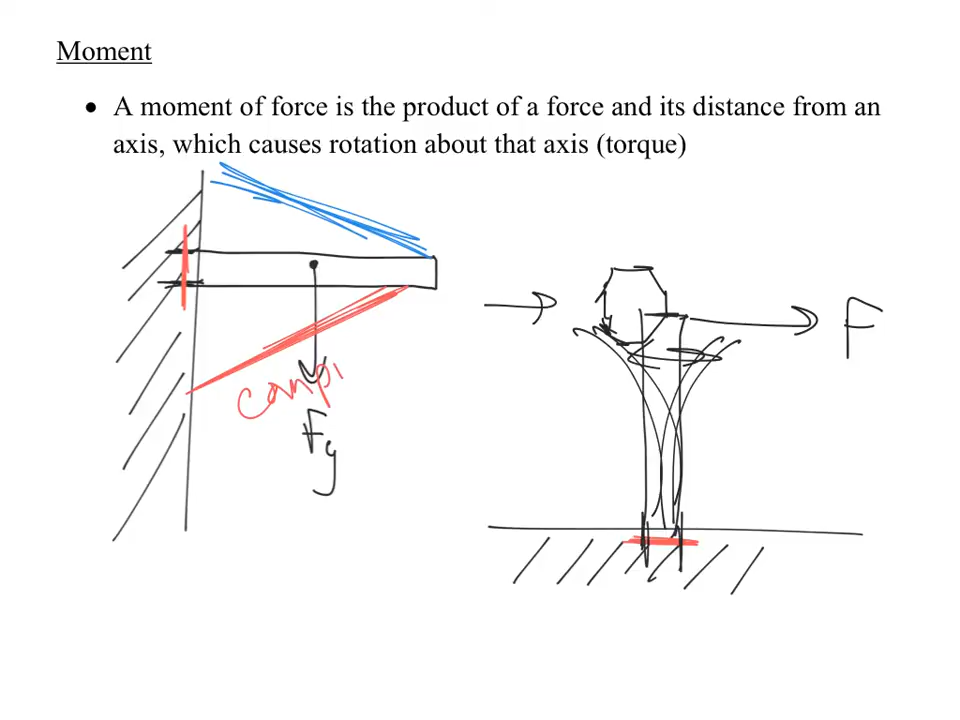 Moment
• A moment of force is the product of a force and its distance from an
axis, which causes rotation about that axis (torque)
F
Fg